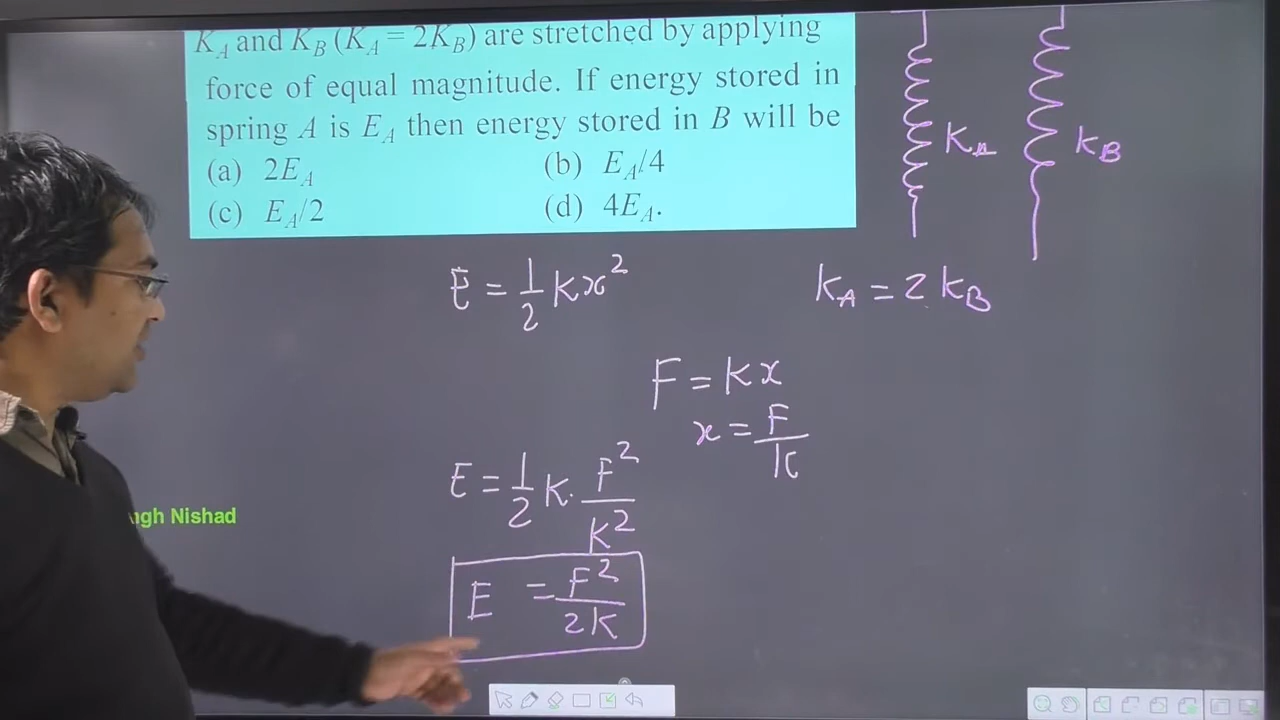 K_A and K_B (K_A = 2K_B) are stretched by applying
force of equal magnitude. If energy stored in
spring A is E_A then energy stored in B will be
(a) 2E_A (b) E_A/4
(c) E_A/2 (d) 4E_A.
K_A K_B
E = 1/2 Kx²
K_A = 2 K_B
F = Kx
x = F/K
E = 1/2 K · F²/K²
E = F²/2K
Nishad